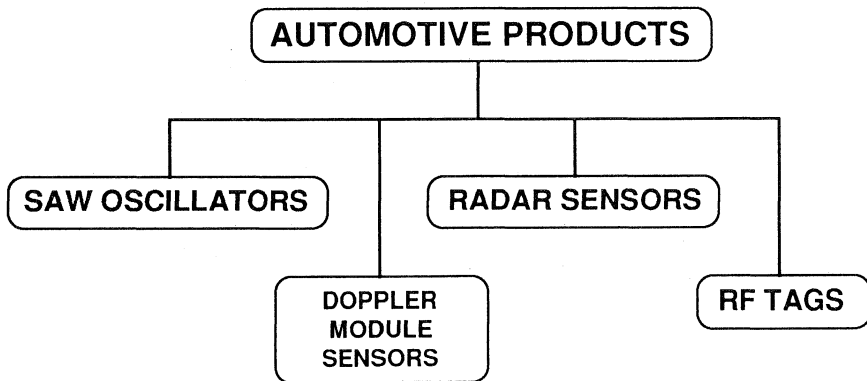 AUTOMOTIVE PRODUCTS
SAW OSCILLATORS
RADAR SENSORS
DOPPLER
MODULE
SENSORS
RF TAGS